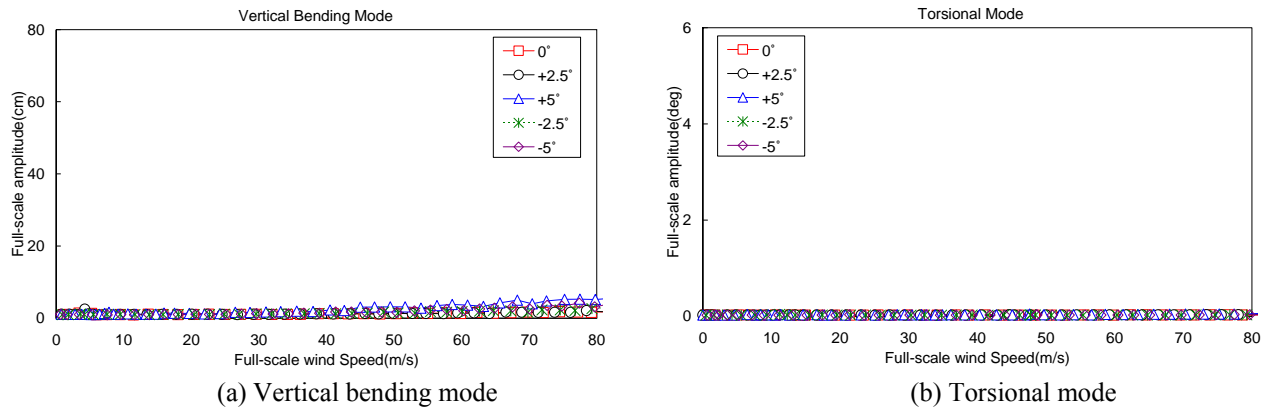 Vertical Bending Mode
80
60
40
20
0
Full-scale amplitude(cm)
0˚
+2.5˚
+5˚
-2.5˚
-5˚
0 10 20 30 40 50 60 70 80
Full-scale wind Speed(m/s)
(a) Vertical bending mode
Torsional Mode
6
4
2
0
Full-scale amplitude(deg)
0˚
+2.5˚
+5˚
-2.5˚
-5˚
0 10 20 30 40 50 60 70 80
Full-scale wind Speed(m/s)
(b) Torsional mode